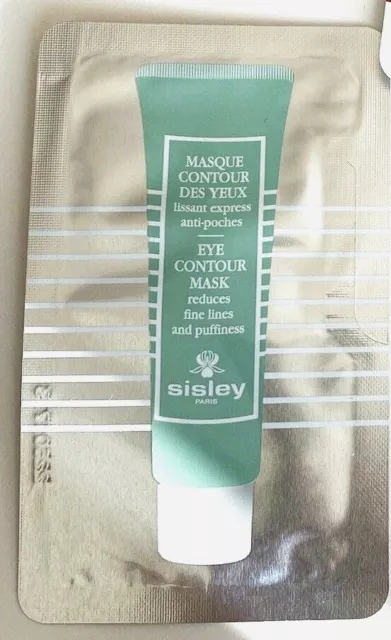 MASQUE
CONTOUR
DES YEUX
lissant express
anti-poches
EYE
CONTOUR
MASK
reduces
fine lines
and puffiness
sisley
PARIS